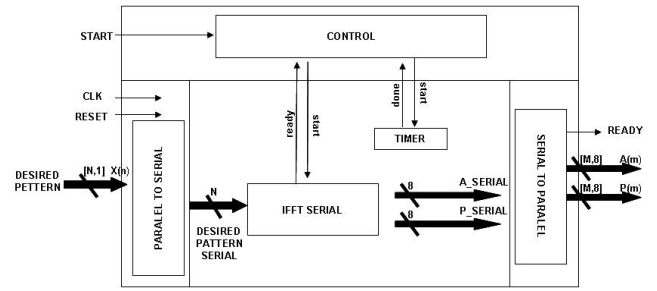 START
CONTROL
CLK
RESET
ready
start
done
start
TIMER
READY
DESIRED
PETTERN
[N,1] X(n)
PARALEL TO SERIAL
N
DESIRED
PATTERN
SERIAL
IFFT SERIAL
8
A_SERIAL
8
P_SERIAL
SERIAL TO PARALEL
[M,8] A(m)
[M,8] P(m)